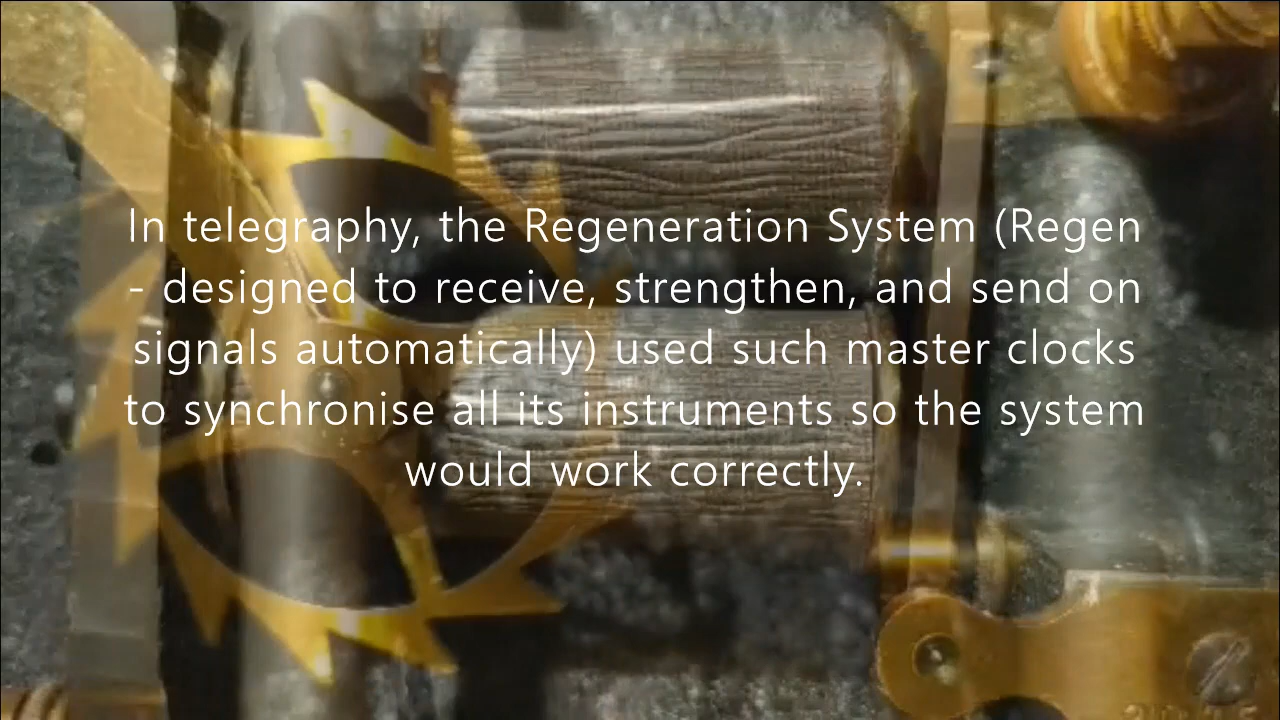 In telegraphy, the Regeneration System (Regen
- designed to receive, strengthen, and send on
signals automatically) used such master clocks
to synchronise all its instruments so the system
would work correctly.